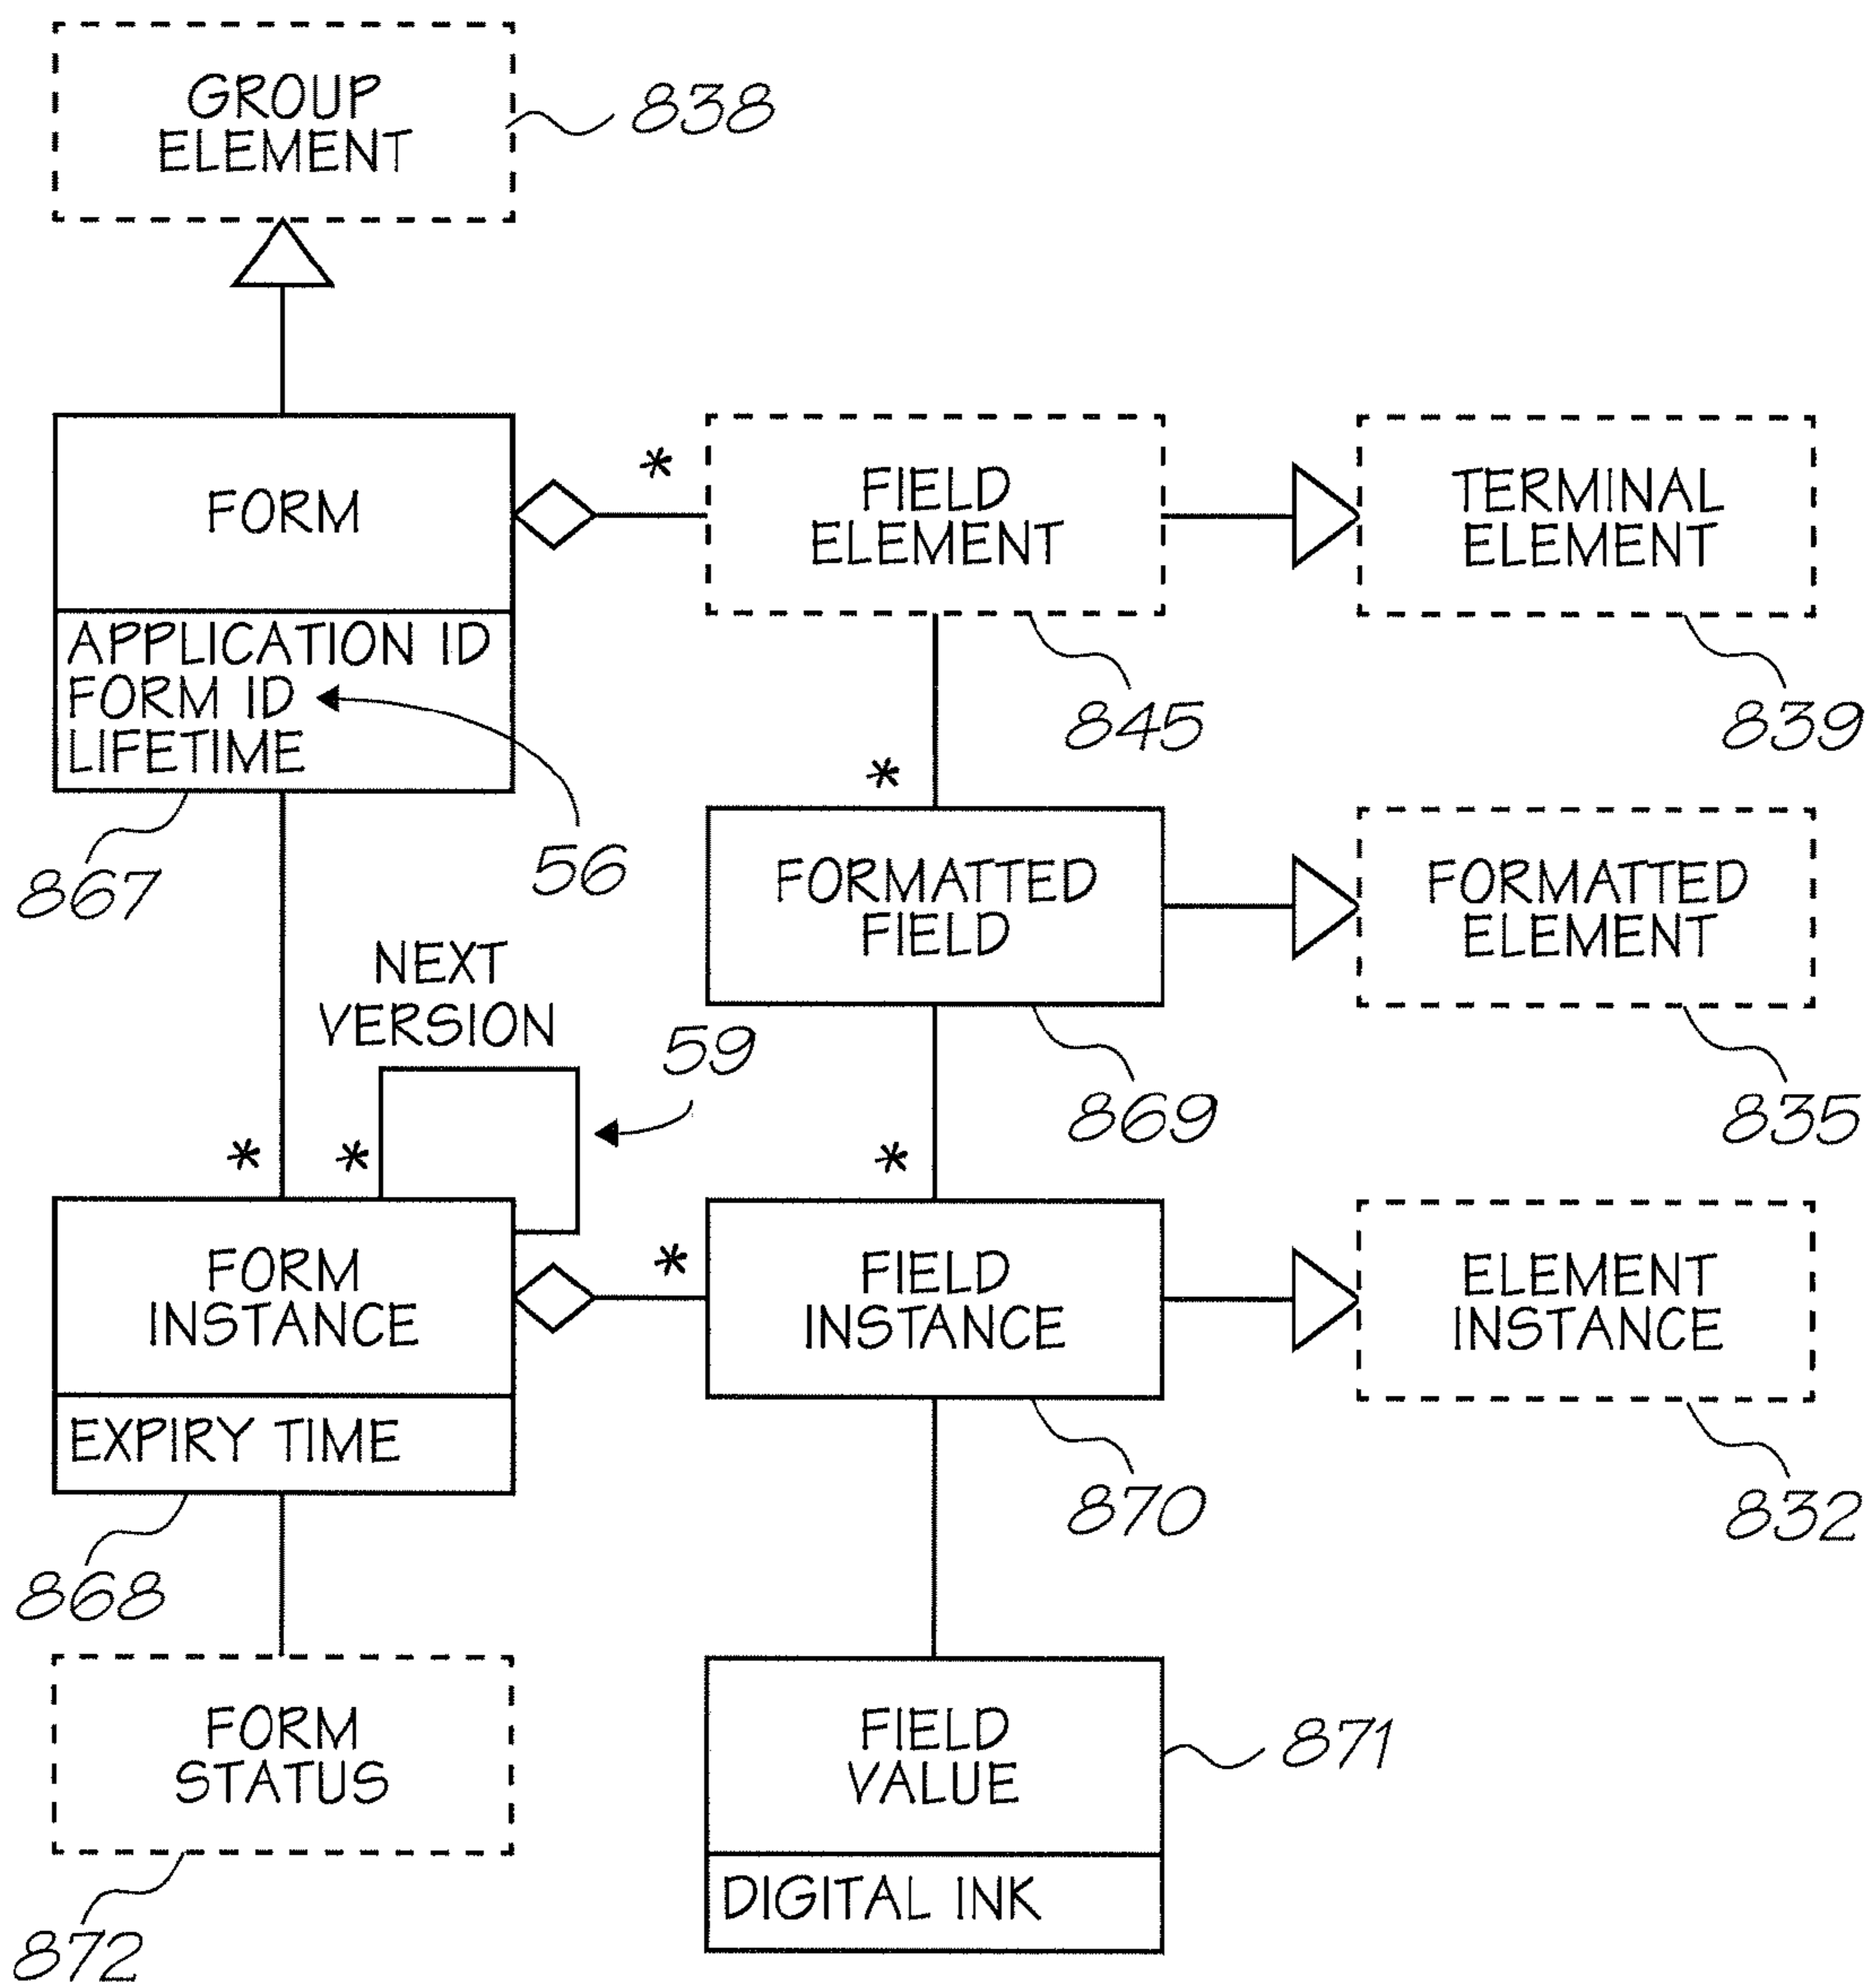 GROUP
ELEMENT
838
FORM
*
FIELD
ELEMENT
TERMINAL
ELEMENT
APPLICATION ID
FORM ID
LIFETIME
845
839
*
867
56
FORMATTED
FIELD
FORMATTED
ELEMENT
NEXT
VERSION
59
869
835
*
*
*
FORM
INSTANCE
*
FIELD
INSTANCE
ELEMENT
INSTANCE
EXPIRY TIME
870
832
868
FORM
STATUS
FIELD
VALUE
871
DIGITAL INK
872